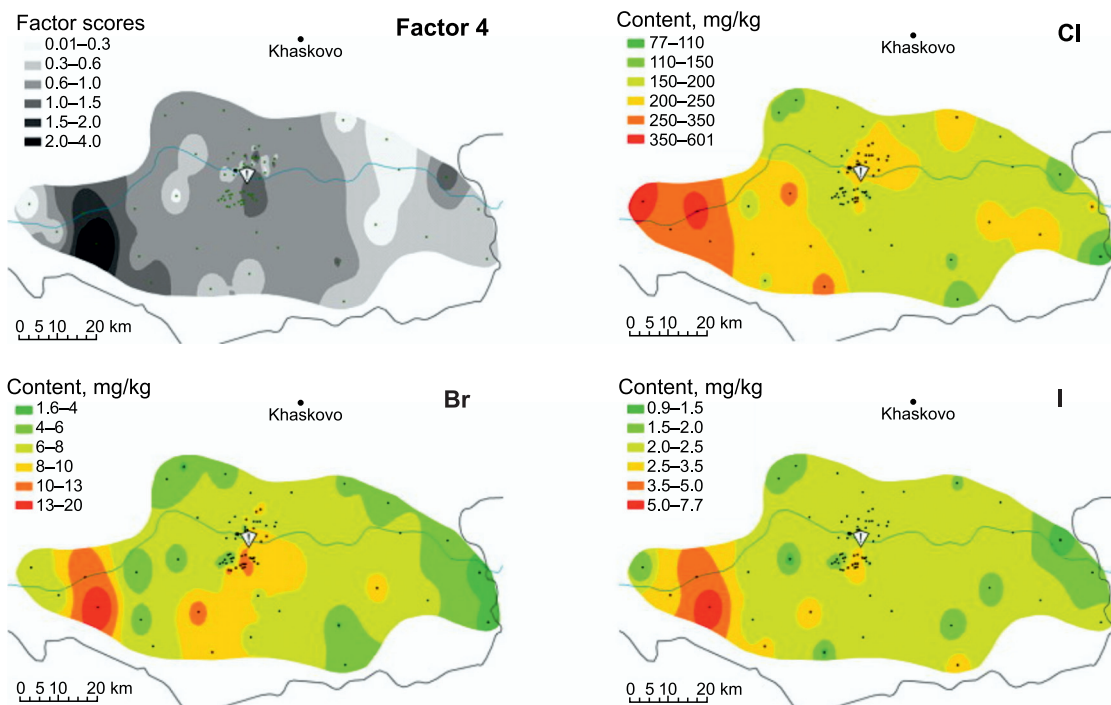 Factor scores
0.01–0.3
0.3–0.6
0.6–1.0
1.0–1.5
1.5–2.0
2.0–4.0
Factor 4
Khaskovo
0 5 10 20 km
Content, mg/kg
77–110
110–150
150–200
200–250
250–350
350–601
Cl
Khaskovo
0 5 10 20 km
Content, mg/kg
1.6–4
4–6
6–8
8–10
10–13
13–20
Br
Khaskovo
0 5 10 20 km
Content, mg/kg
0.9–1.5
1.5–2.0
2.0–2.5
2.5–3.5
3.5–5.0
5.0–7.7
I
Khaskovo
0 5 10 20 km